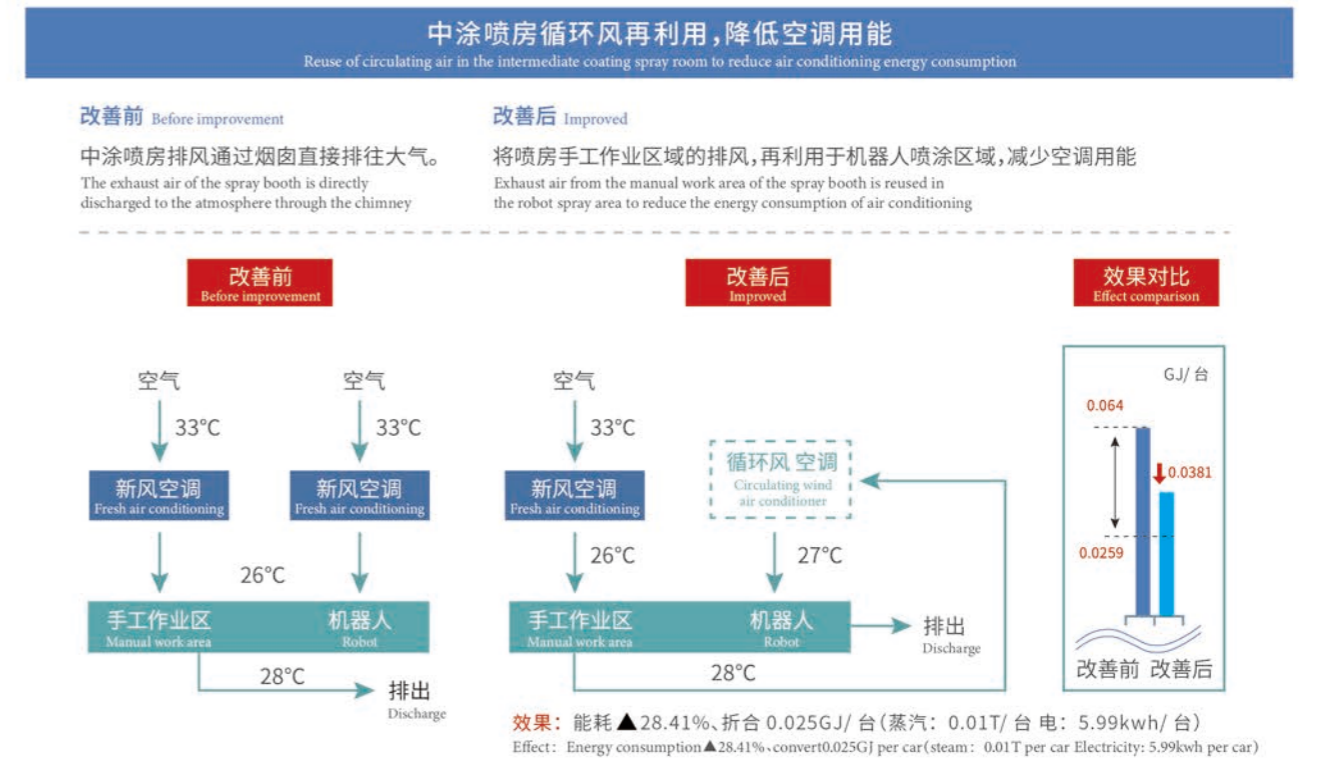 中涂喷房循环风再利用,降低空调用能
Reuse of circulating air in the intermediate coating spray room to reduce air conditioning energy consumption
改善前 Before improvement
中涂喷房排风通过烟囱直接排往大气。
The exhaust air of the spray booth is directly
discharged to the atmosphere through the chimney
改善后 Improved
将喷房手工作业区域的排风,再利用于机器人喷涂区域,减少空调用能
Exhaust air from the manual work area of the spray booth is reused in
the robot spray area to reduce the energy consumption of air conditioning
改善前
Before improvement
空气
空气
33℃
33℃
新风空调
Fresh air conditioning
新风空调
Fresh air conditioning
26℃
手工作业区
Manual work area
机器人
Robot
28℃
排出
Discharge
改善后
Improved
空气
33℃
新风空调
Fresh air conditioning
循环风 空调
Circulating wind
air conditioner
26℃
27℃
手工作业区
Manual work area
机器人
Robot
排出
Discharge
28℃
效果对比
Effect comparison
GJ/ 台
0.064
0.0381
0.0259
改善前 改善后
效果：能耗▲28.41%、折合 0.025GJ/ 台(蒸汽：0.01T/ 台 电：5.99kwh/ 台)
Effect： Energy consumption▲28.41%、convert0.025GJ per car(steam：0.01T per car Electricity: 5.99kwh per car)